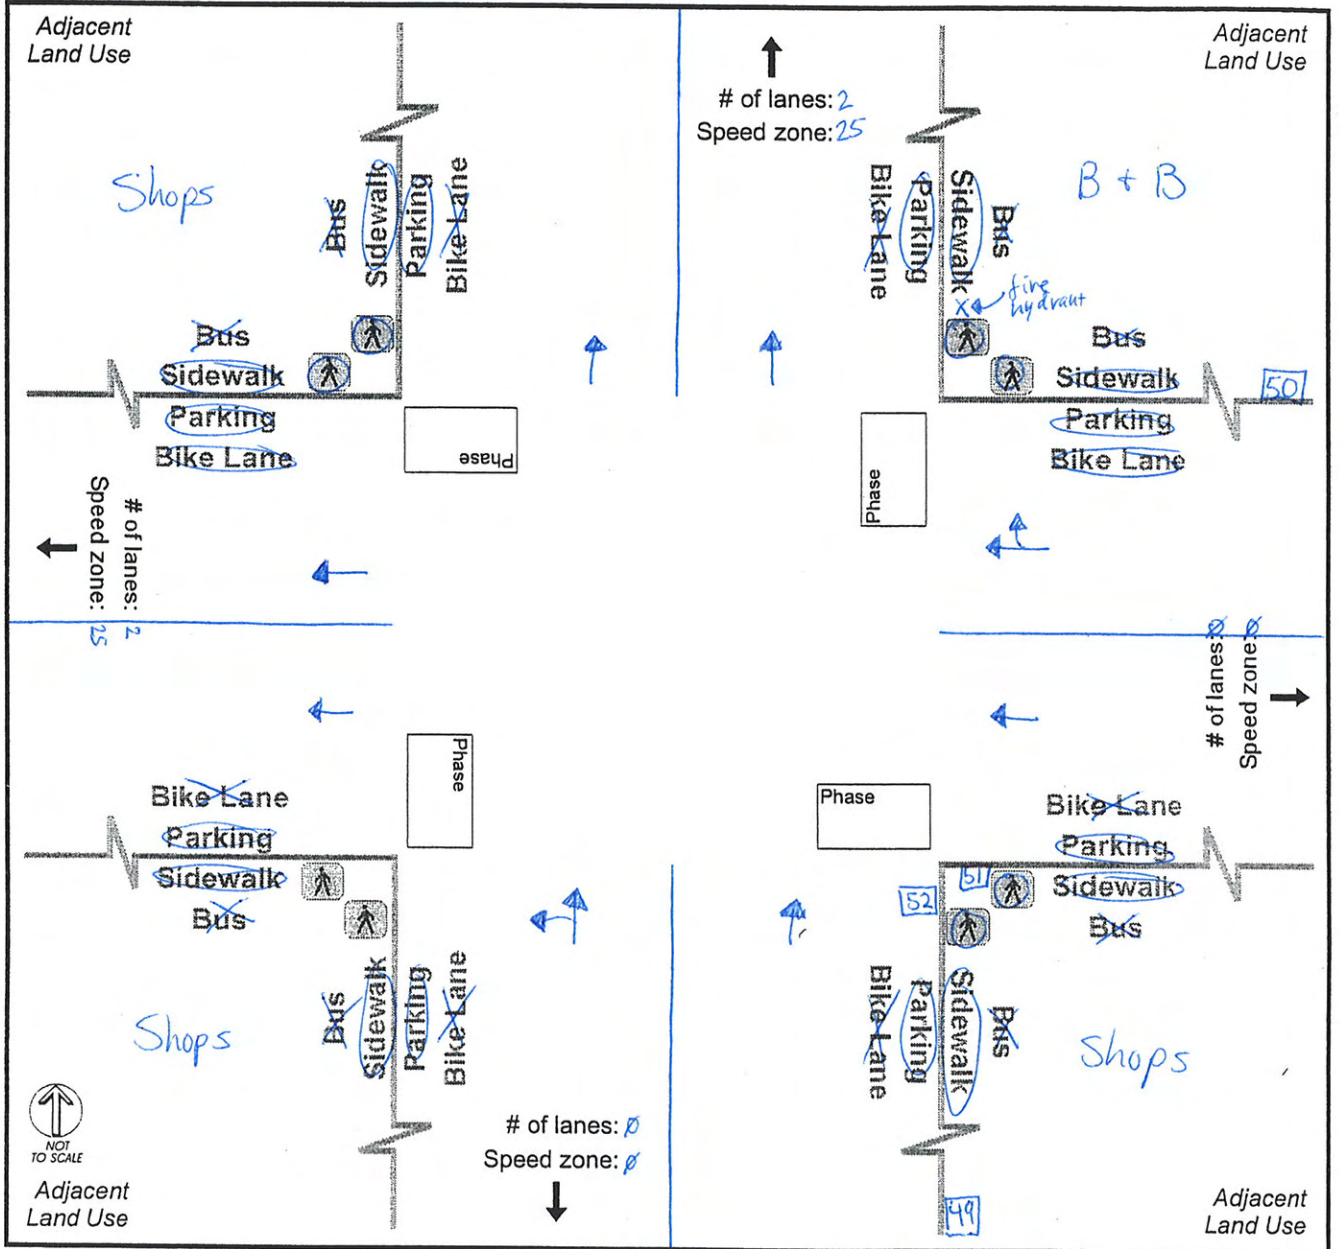 Adjacent
Land Use
Adjacent
Land Use
# of lanes: 2
Speed zone: 25
Shops
B + B
Bus
Sidewalk
Parking
Bike Lane
Bike Lane
Parking
Sidewalk
Bus
fire
hydrant
X
Bus
Sidewalk
Parking
Bike Lane
Bus
Sidewalk
Parking
Bike Lane
50
Phase
Phase
# of lanes: 2
Speed zone: 25
Speed zone: 0
# of lanes: 0
Phase
Phase
Bike Lane
Parking
Sidewalk
Bus
Bike Lane
Parking
Sidewalk
Bus
51
52
Bus
Sidewalk
Parking
Bike Lane
Bike Lane
Parking
Sidewalk
Bus
Shops
Shops
NOT
TO SCALE
# of lanes: 0
Speed zone: 0
Adjacent
Land Use
49
Adjacent
Land Use